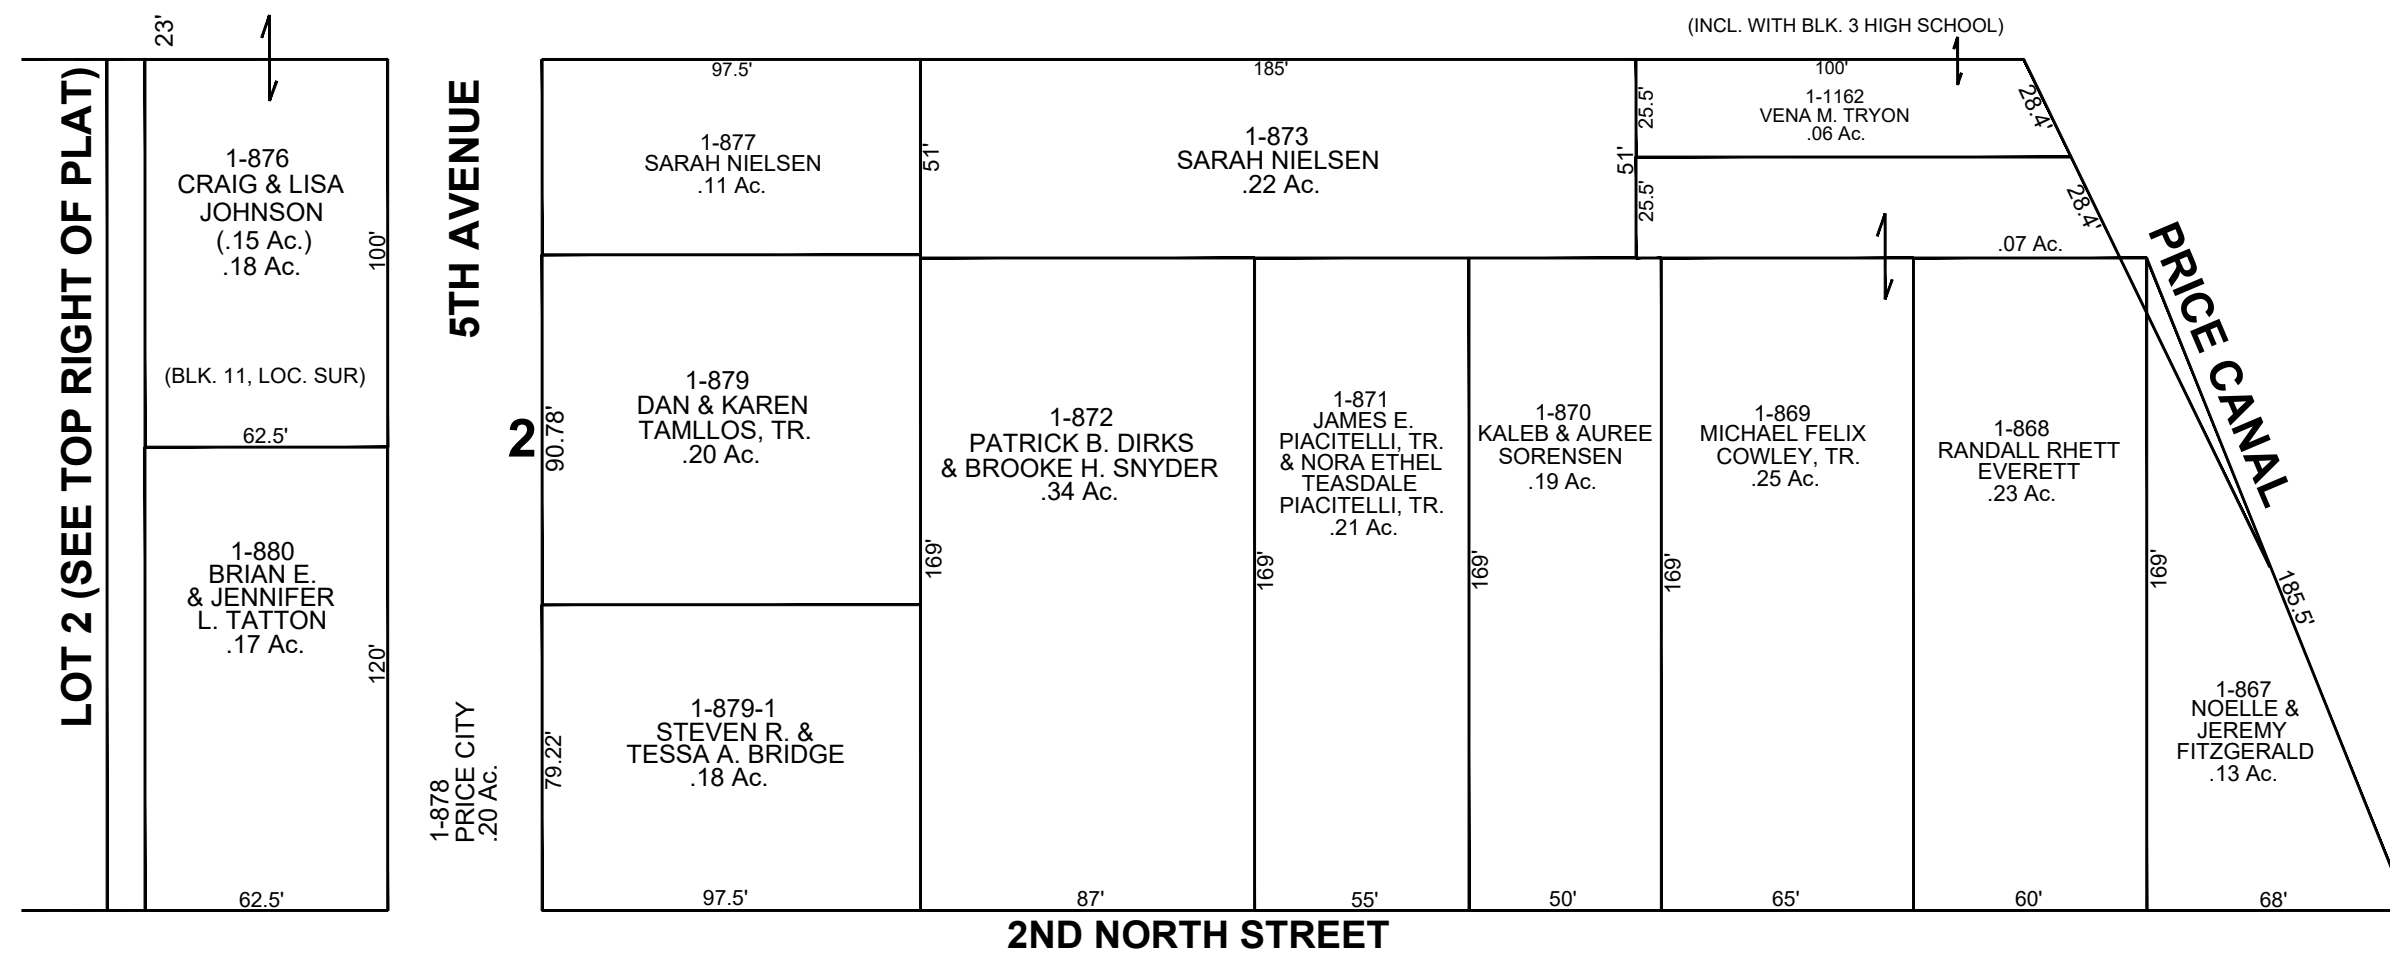 23'
LOT 2 (SEE TOP RIGHT OF PLAT)
1-876
CRAIG & LISA
JOHNSON
(.15 Ac.)
.18 Ac.
100'
(BLK. 11, LOC. SUR)
62.5'
1-880
BRIAN E.
& JENNIFER
L. TATTON
.17 Ac.
120'
62.5'
5TH AVENUE
2
1-878
PRICE CITY
.20 Ac.
97.5'
1-877
SARAH NIELSEN
.11 Ac.
51'
90.78'
1-879
DAN & KAREN
TAMLLOS, TR.
.20 Ac.
79.22'
1-879-1
STEVEN R. &
TESSA A. BRIDGE
.18 Ac.
97.5'
185'
1-873
SARAH NIELSEN
.22 Ac.
51'
(INCL. WITH BLK. 3 HIGH SCHOOL)
100'
25.5'
1-1162
VENA M. TRYON
.06 Ac.
28.4'
25.5'
28.4'
.07 Ac.
PRICE CANAL
169'
1-872
PATRICK B. DIRKS
& BROOKE H. SNYDER
.34 Ac.
87'
169'
1-871
JAMES E.
PIACITELLI, TR.
& NORA ETHEL
TEASDALE
PIACITELLI, TR.
.21 Ac.
55'
169'
1-870
KALEB & AUREE
SORENSEN
.19 Ac.
50'
169'
1-869
MICHAEL FELIX
COWLEY, TR.
.25 Ac.
65'
1-868
RANDALL RHETT
EVERETT
.23 Ac.
60'
169'
185.5'
1-867
NOELLE &
JEREMY
FITZGERALD
.13 Ac.
68'
2ND NORTH STREET